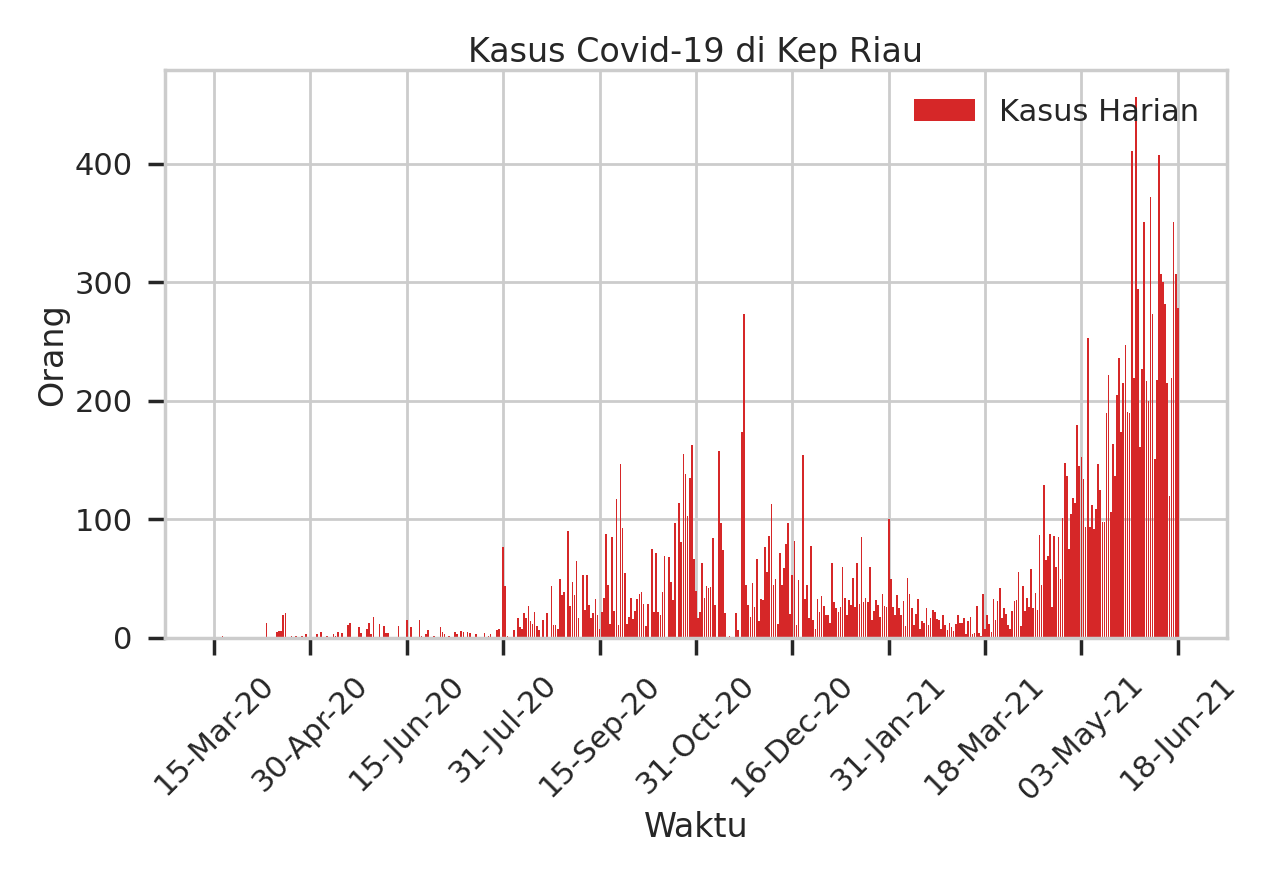 Kasus Covid-19 di Kep Riau
Kasus Harian
Orang
400
300
200
100
0
15-Mar-20
30-Apr-20
15-Jun-20
31-Jul-20
15-Sep-20
31-Oct-20
16-Dec-20
31-Jan-21
18-Mar-21
03-May-21
18-Jun-21
Waktu